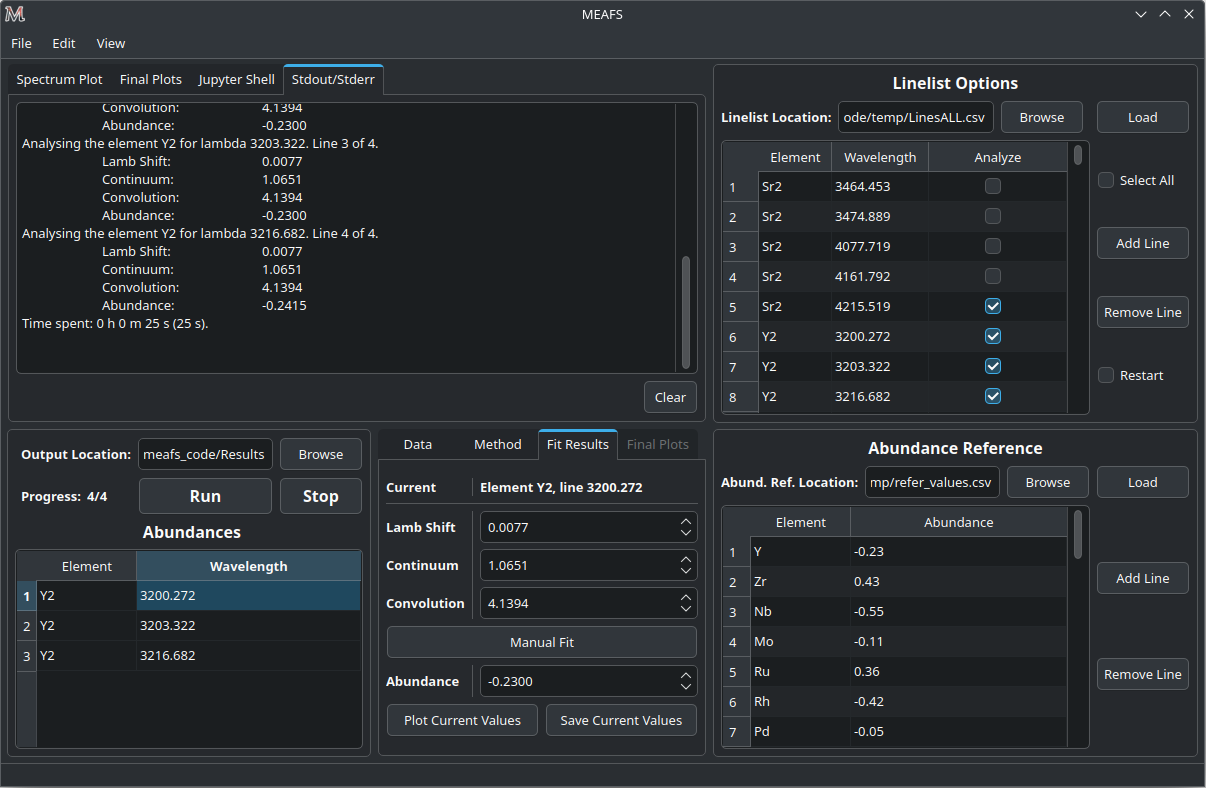 MEAFS
File Edit View
Spectrum Plot Final Plots Jupyter Shell Stdout/Stderr
Convolution: 4.1394
Abundance: -0.2300
Analysing the element Y2 for lambda 3203.322. Line 3 of 4.
Lamb Shift: 0.0077
Continuum: 1.0651
Convolution: 4.1394
Abundance: -0.2300
Analysing the element Y2 for lambda 3216.682. Line 4 of 4.
Lamb Shift: 0.0077
Continuum: 1.0651
Convolution: 4.1394
Abundance: -0.2415
Time spent: 0 h 0 m 25 s (25 s).
Clear
Linelist Options
Linelist Location: ode/temp/LinesALL.csv Browse Load
Element Wavelength Analyze
1 Sr2 3464.453
2 Sr2 3474.889
3 Sr2 4077.719
4 Sr2 4161.792
5 Sr2 4215.519
6 Y2 3200.272
7 Y2 3203.322
8 Y2 3216.682
Select All
Add Line
Remove Line
Restart
Output Location: meafs_code/Results Browse
Progress: 4/4 Run Stop
Abundances
Element Wavelength
1 Y2 3200.272
2 Y2 3203.322
3 Y2 3216.682
Data Method Fit Results Final Plots
Current Element Y2, line 3200.272
Lamb Shift 0.0077
Continuum 1.0651
Convolution 4.1394
Manual Fit
Abundance -0.2300
Plot Current Values Save Current Values
Abundance Reference
Abund. Ref. Location: mp/refer_values.csv Browse Load
Element Abundance
1 Y -0.23
2 Zr 0.43
3 Nb -0.55
4 Mo -0.11
5 Ru 0.36
6 Rh -0.42
7 Pd -0.05
Add Line
Remove Line